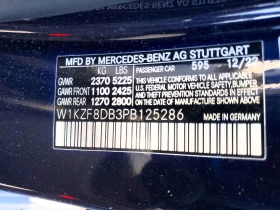 MFD BY MERCEDES-BENZ AG STUTTGART
PASSENGER CAR 595 12/22
KG LBS
GVWR 2370 5225
GAWR FRONT 1100 2425
GAWR REAR 1270 2800
THIS VEHICLE CONFORMS TO ALL
APPLICABLE FEDERAL MOTOR
VEHICLE SAFETY, BUMPER, AND
THEFT PREVENTION STANDARDS
IN EFFECT ON THE DATE OF
MANUFACTURE SHOWN ABOVE.
W1KZF8DB3PB125286
MADE IN GERMANY